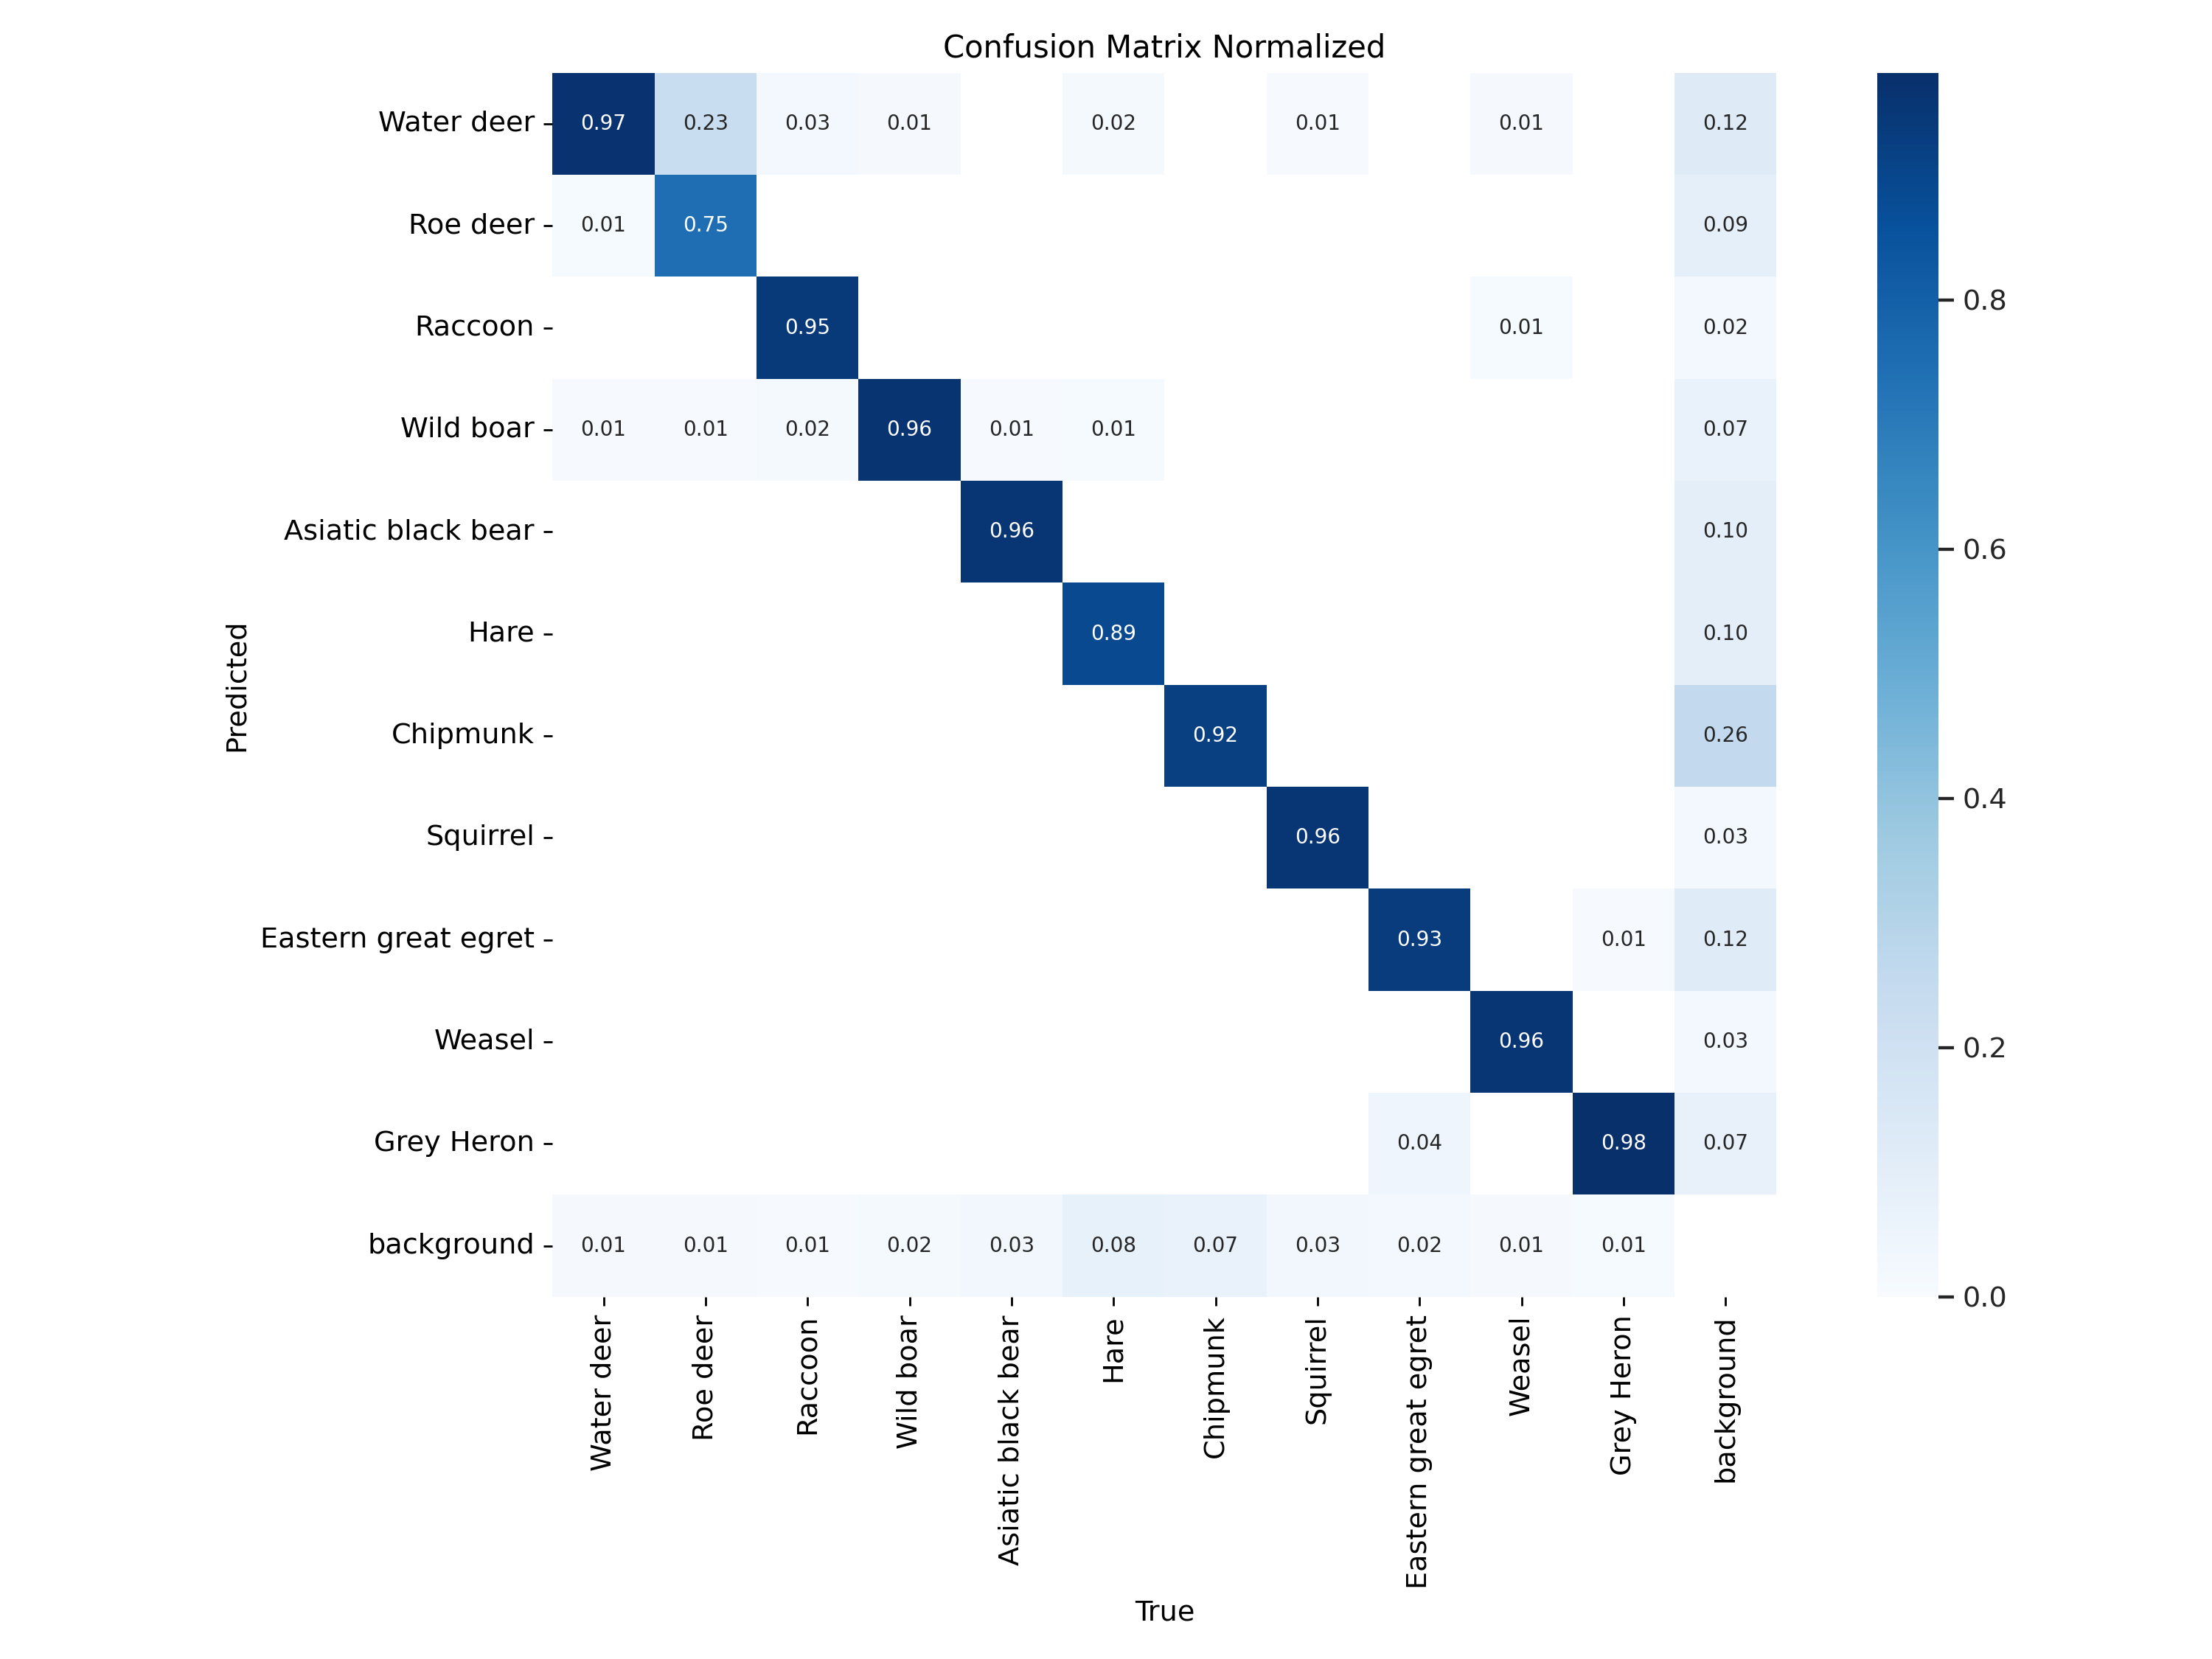 Confusion Matrix Normalized
Water deer 0.97 0.23 0.03 0.01 0.02 0.01 0.01 0.12
Roe deer 0.01 0.75 0.09
Raccoon 0.95 0.01 0.02
Wild boar 0.01 0.01 0.02 0.96 0.01 0.01 0.07
Asiatic black bear 0.96 0.10
Hare 0.89 0.10
Chipmunk 0.92 0.26
Squirrel 0.96 0.03
Eastern great egret 0.93 0.01 0.12
Weasel 0.96 0.03
Grey Heron 0.04 0.98 0.07
background 0.01 0.01 0.01 0.02 0.03 0.08 0.07 0.03 0.02 0.01 0.01
Predicted
Water deer
Roe deer
Raccoon
Wild boar
Asiatic black bear
Hare
Chipmunk
Squirrel
Eastern great egret
Weasel
Grey Heron
background
True
0.8
0.6
0.4
0.2
0.0